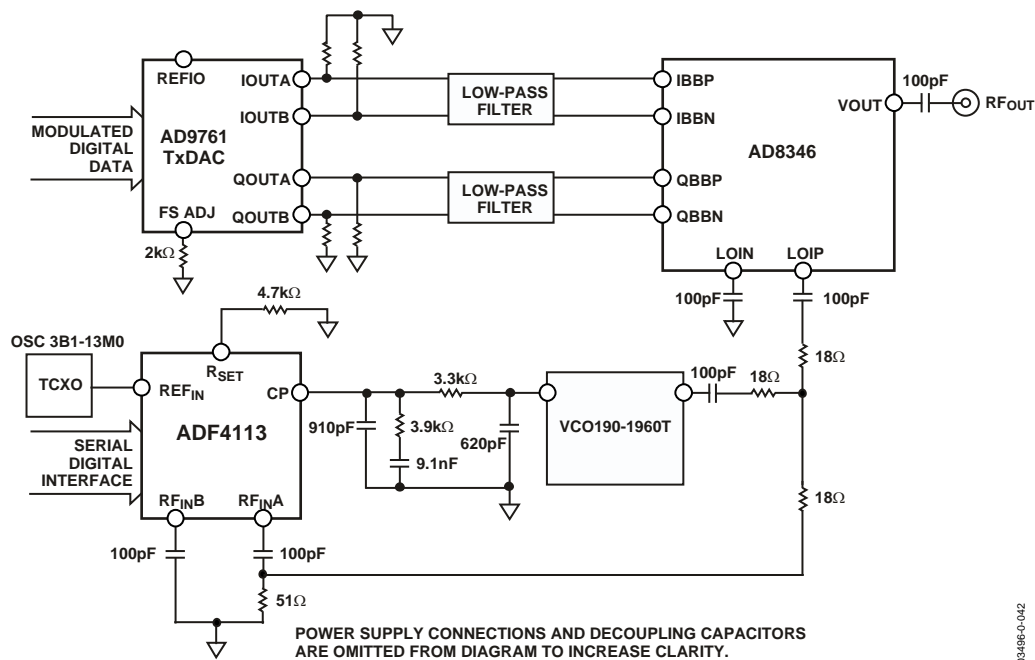 REFIO
IOUTA
IOUTB
QOUTA
QOUTB
FS ADJ
MODULATED
DIGITAL
DATA
AD9761
TxDAC
2kΩ
LOW-PASS
FILTER
LOW-PASS
FILTER
IBBP
IBBN
QBBP
QBBN
AD8346
VOUT
100pF
RFOUT
LOIN
LOIP
100pF
100pF
18Ω
4.7kΩ
OSC 3B1-13M0
TCXO
RSET
REFIN
CP
ADF4113
SERIAL
DIGITAL
INTERFACE
RFINB
RFINA
100pF
100pF
51Ω
910pF
3.3kΩ
3.9kΩ
9.1nF
620pF
VCO190-1960T
100pF
18Ω
18Ω
POWER SUPPLY CONNECTIONS AND DECOUPLING CAPACITORS
ARE OMITTED FROM DIAGRAM TO INCREASE CLARITY.